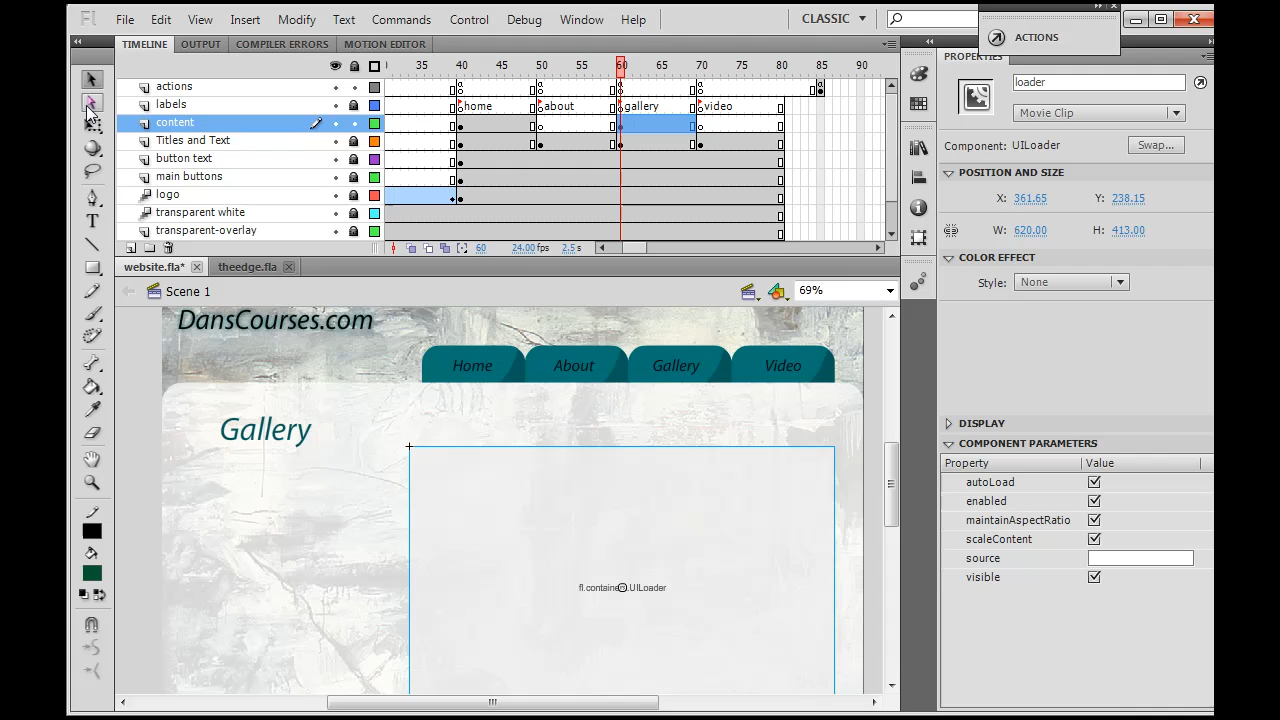 Fl File Edit View Insert Modify Text Commands Control Debug Window Help CLASSIC
ACTIONS
TIMELINE OUTPUT COMPILER ERRORS MOTION EDITOR
PROPERTIES
35 40 45 50 55 60 65 70 75 80 85 90
actions
labels home about gallery video
content
Titles and Text
button text
main buttons
logo
transparent white
transparent-overlay
60 24.00 fps 2.5 s
website.fla* theedge.fla
Scene 1 69%
DansCourses.com
Home About Gallery Video
Gallery
loader
Movie Clip
Component: UILoader Swap...
POSITION AND SIZE
X: 361.65 Y: 238.15
W: 620.00 H: 413.00
COLOR EFFECT
Style: None
DISPLAY
COMPONENT PARAMETERS
Property Value
autoLoad
enabled
maintainAspectRatio
scaleContent
source
visible